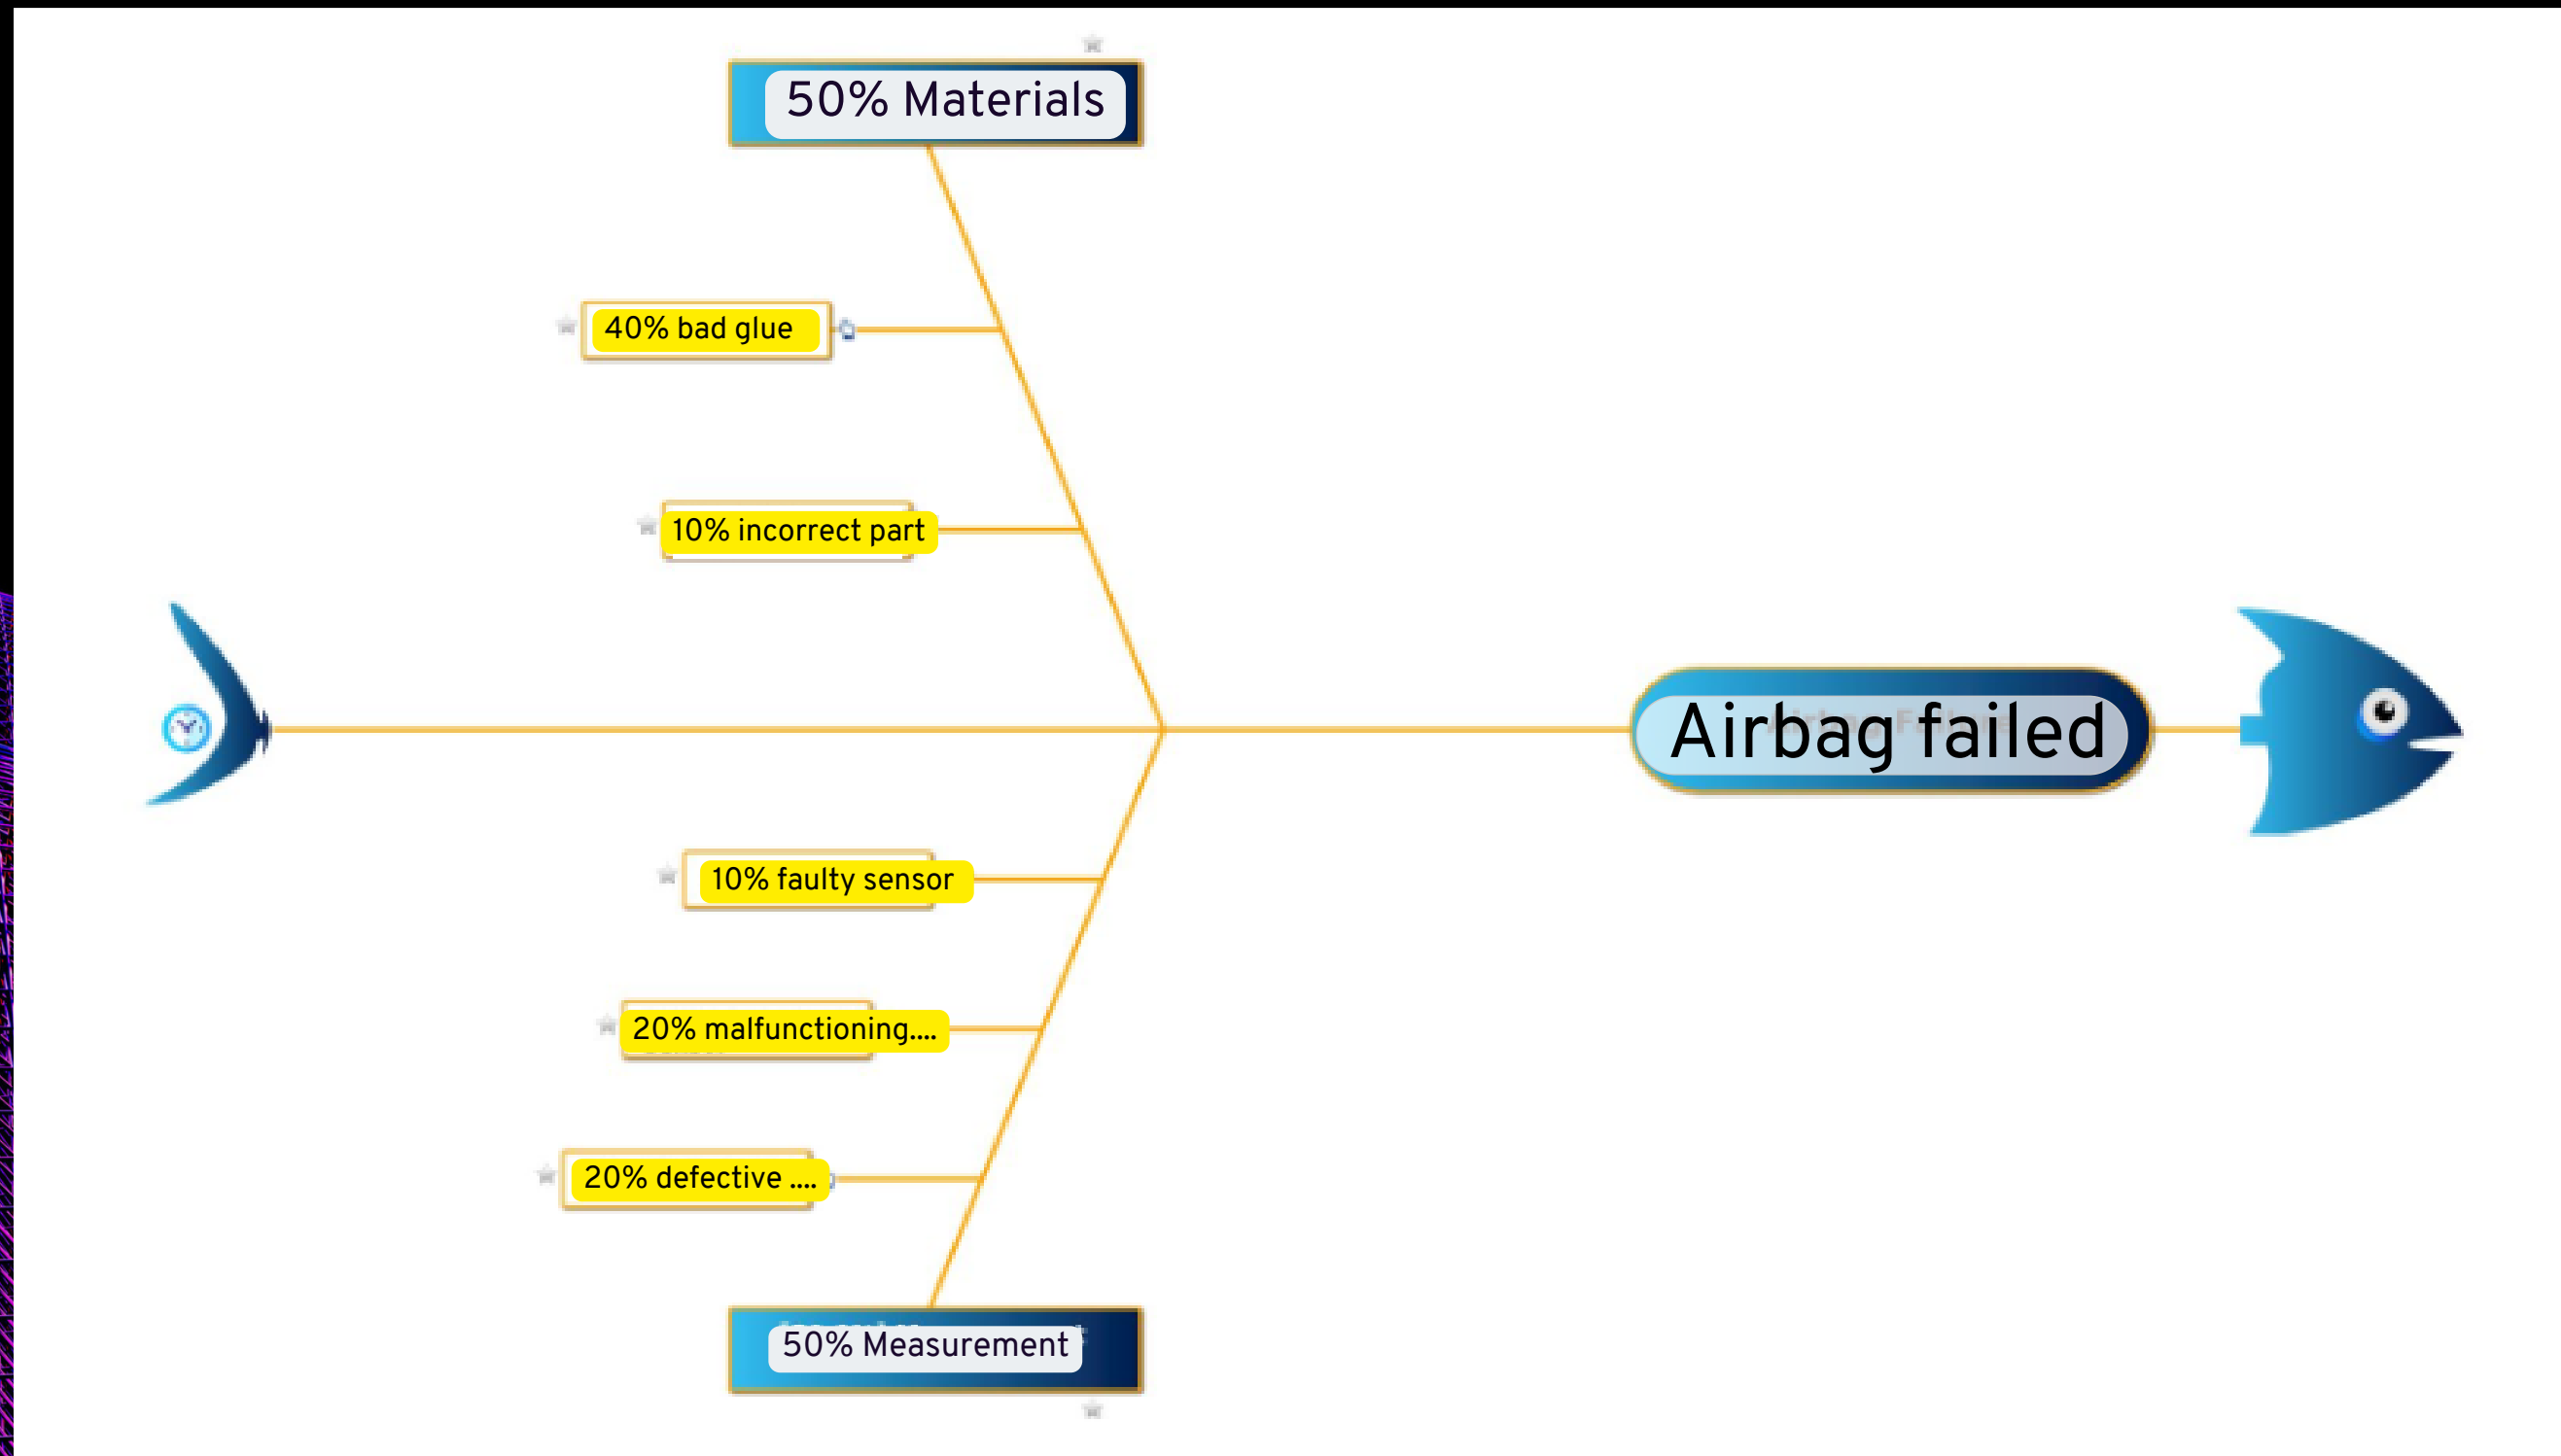 50% Materials
40% bad glue
10% incorrect part
Airbag failed
10% faulty sensor
20% malfunctioning....
20% defective ....
50% Measurement